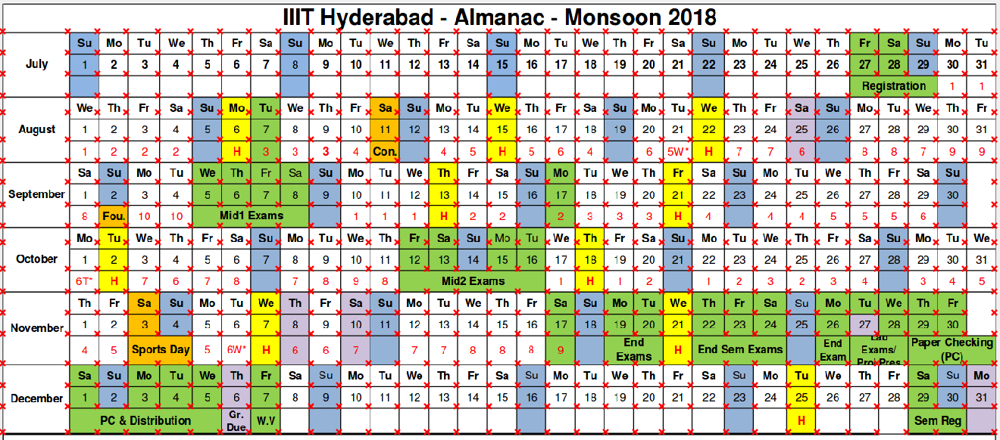 IIIT Hyderabad - Almanac - Monsoon 2018
Su Mo Tu We Th Fr Sa Su Mo Tu We Th Fr Sa Su Mo Tu We Th Fr Sa Su Mo Tu We Th Fr Sa Su Mo Tu
July 1 2 3 4 5 6 7 8 9 10 11 12 13 14 15 16 17 18 19 20 21 22 23 24 25 26 27 28 29 30 31
Registration 1 1
We Th Fr Sa Su Mo Tu We Th Fr Sa Su Mo Tu We Th Fr Sa Su Mo Tu We Th Fr Sa Su Mo Tu We Th Fr
August 1 2 3 4 5 6 7 8 9 10 11 12 13 14 15 16 17 18 19 20 21 22 23 24 25 26 27 28 29 30 31
1 2 2 2 H 3 3 3 4 Con. 4 5 H 5 6 4 6 5W* H 7 7 6 8 8 7 9 9
Sa Su Mo Tu We Th Fr Sa Su Mo Tu We Th Fr Sa Su Mo Tu We Th Fr Sa Su Mo Tu We Th Fr Sa Su
September 1 2 3 4 5 6 7 8 9 10 11 12 13 14 15 16 17 18 19 20 21 22 23 24 25 26 27 28 29 30
8 Fou. 10 10 Mid1 Exams 1 1 1 H 2 2 2 3 3 3 H 4 4 4 5 5 5 6
Mo Tu We Th Fr Sa Su Mo Tu We Th Fr Sa Su Mo Tu We Th Fr Sa Su Mo Tu We Th Fr Sa Su Mo Tu We
October 1 2 3 4 5 6 7 8 9 10 11 12 13 14 15 16 17 18 19 20 21 22 23 24 25 26 27 28 29 30 31
6T* H 7 6 7 8 7 8 9 8 Mid2 Exams 1 H 1 2 1 2 3 2 3 4 3 4 5
Th Fr Sa Su Mo Tu We Th Fr Sa Su Mo Tu We Th Fr Sa Su Mo Tu We Th Fr Sa Su Mo Tu We Th Fr
November 1 2 3 4 5 6 7 8 9 10 11 12 13 14 15 16 17 18 19 20 21 22 23 24 25 26 27 28 29 30
4 5 Sports Day 5 6W* H 6 6 7 7 7 8 8 8 9 End Exams H End Sem Exams End Exam Lab Exams/ Proj Pres Paper Checking (PC)
Sa Su Mo Tu We Th Fr Sa Su Mo Tu We Th Fr Sa Su Mo Tu We Th Fr Sa Su Mo Tu We Th Fr Sa Su Mo
December 1 2 3 4 5 6 7 8 9 10 11 12 13 14 15 16 17 18 19 20 21 22 23 24 25 26 27 28 29 30 31
PC & Distribution Gr. Due W.V H Sem Reg